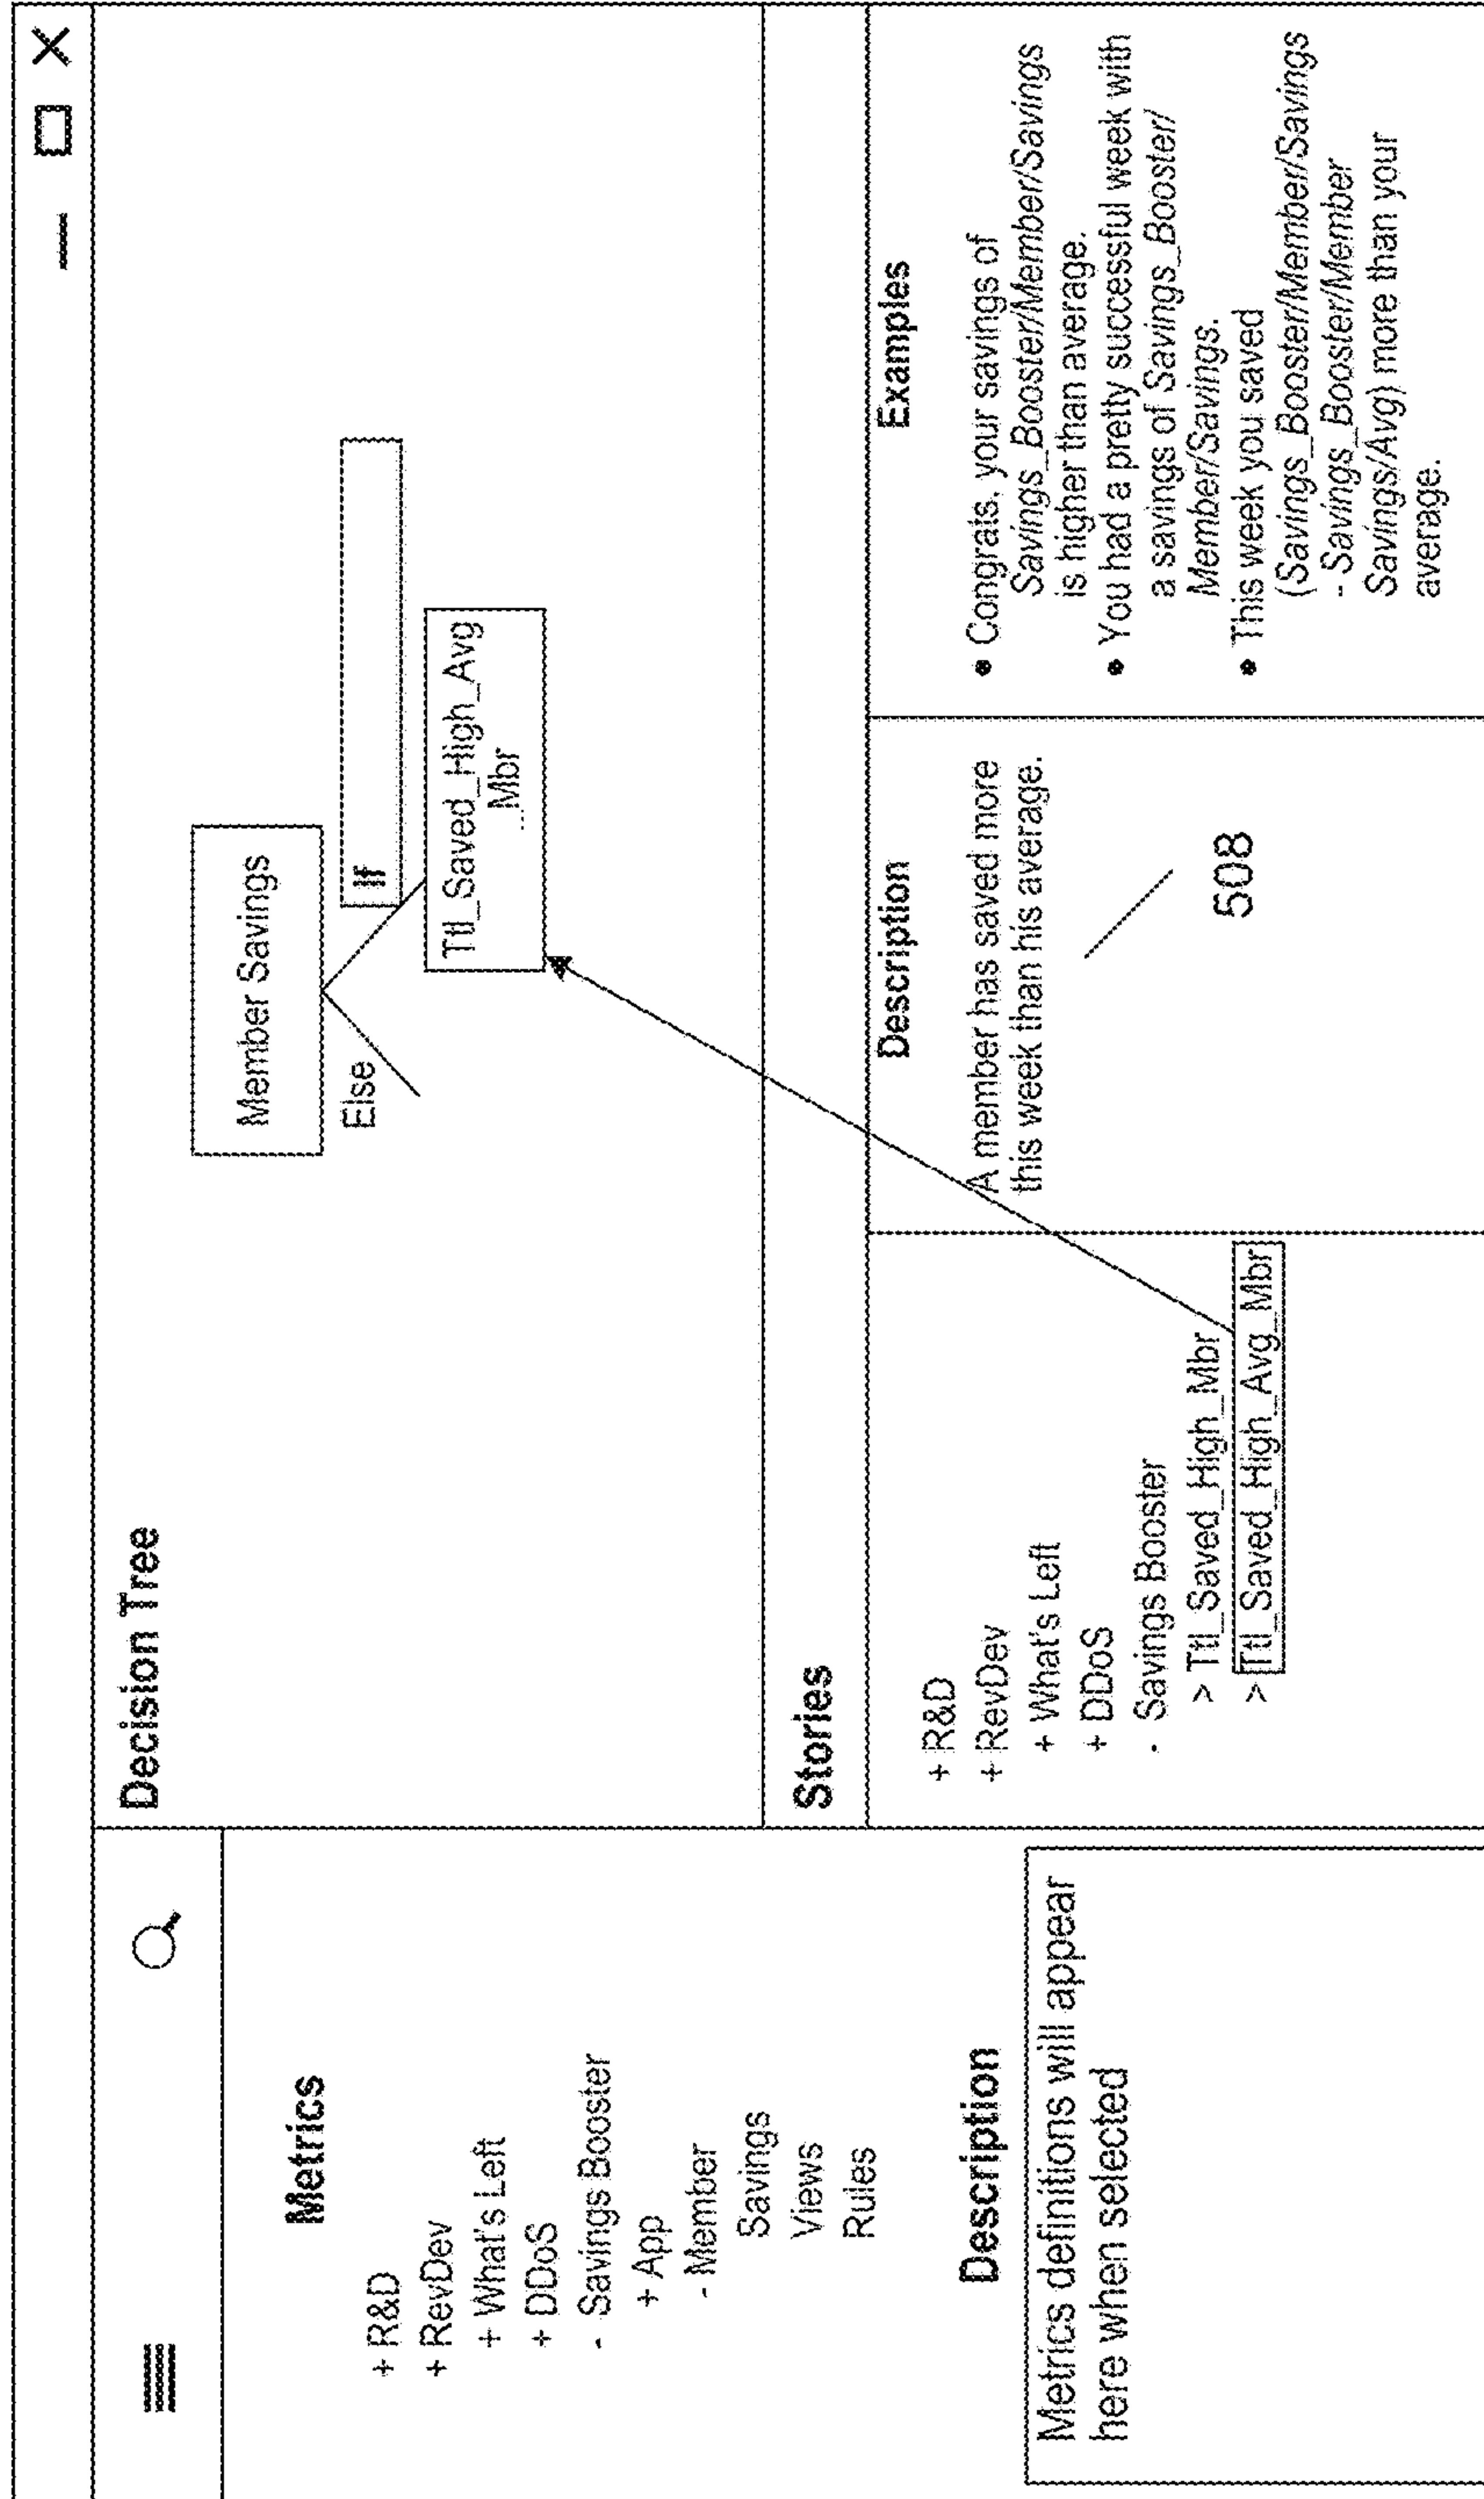 Metrics
+ R&D
+ RevDev
+ What's Left
+ DDoS
- Savings Booster
+ App
- Member
Savings
Views
Rules
Description
Metrics definitions will appear
here when selected
Decision Tree
Member Savings
Else
If
Ttl_Saved_High_Avg
_Mbr
Stories
+ R&D
+ RevDev
+ What's Left
+ DDoS
- Savings Booster
> Ttl_Saved_High_Mbr
> Ttl_Saved_High_Avg_Mbr
Description
A member has saved more
this week than his average.
508
Examples
• Congrats, your savings of
Savings_Booster/Member/Savings
is higher than average.
• You had a pretty successful week with
a savings of Savings_Booster/
Member/Savings.
• This week you saved
(Savings_Booster/Member/Savings
- Savings_Booster/Member
Savings/Avg) more than your
average.